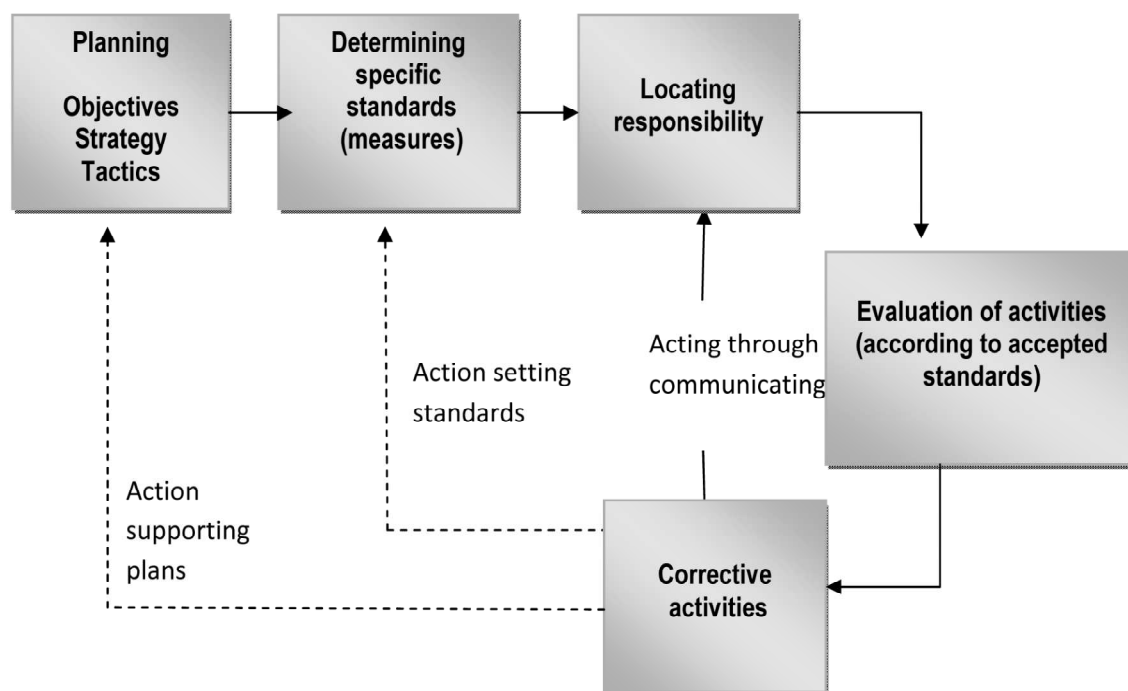 Planning
Objectives
Strategy
Tactics
Determining
specific
standards
(measures)
Locating
responsibility
Evaluation of activities
(according to accepted
standards)
Acting through
communicating
Action setting
standards
Action
supporting
plans
Corrective
activities